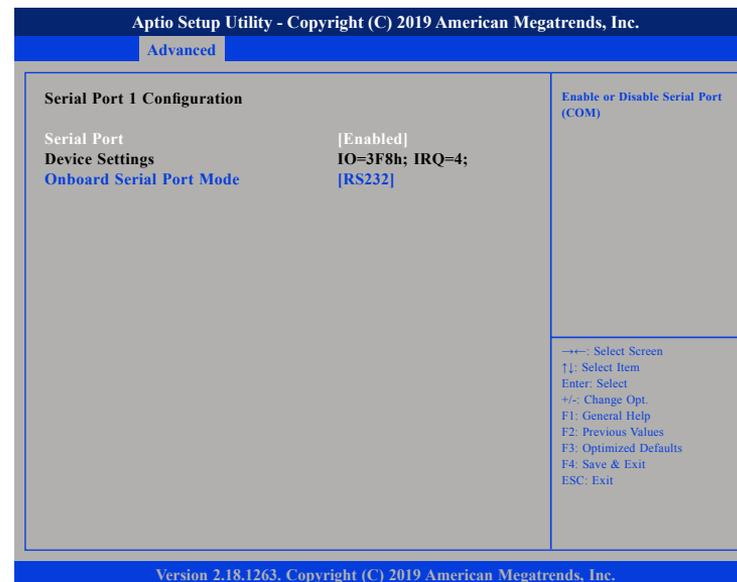 Aptio Setup Utility - Copyright (C) 2019 American Megatrends, Inc.
Advanced
Serial Port 1 Configuration
Serial Port [Enabled]
Device Settings IO=3F8h; IRQ=4;
Onboard Serial Port Mode [RS232]
Enable or Disable Serial Port
(COM)
→←: Select Screen
↑↓: Select Item
Enter: Select
+/-: Change Opt.
F1: General Help
F2: Previous Values
F3: Optimized Defaults
F4: Save & Exit
ESC: Exit
Version 2.18.1263. Copyright (C) 2019 American Megatrends, Inc.